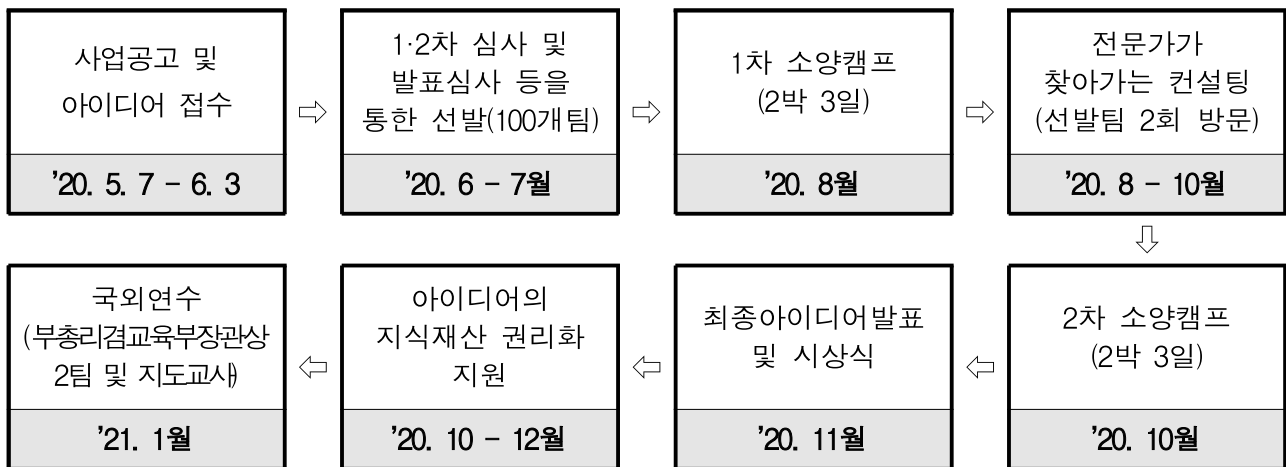 사업공고 및
아이디어 접수
'20. 5. 7 - 6. 3
1·2차 심사 및
발표심사 등을
통한 선발(100개팀)
'20. 6 - 7월
1차 소양캠프
(2박 3일)
'20. 8월
전문가가
찾아가는 컨설팅
(선발팀 2회 방문)
'20. 8 - 10월
2차 소양캠프
(2박 3일)
'20. 10월
최종아이디어발표
및 시상식
'20. 11월
아이디어의
지식재산 권리화
지원
'20. 10 - 12월
국외연수
(부총리겸교육부장관상
2팀 및 지도교사)
'21. 1월